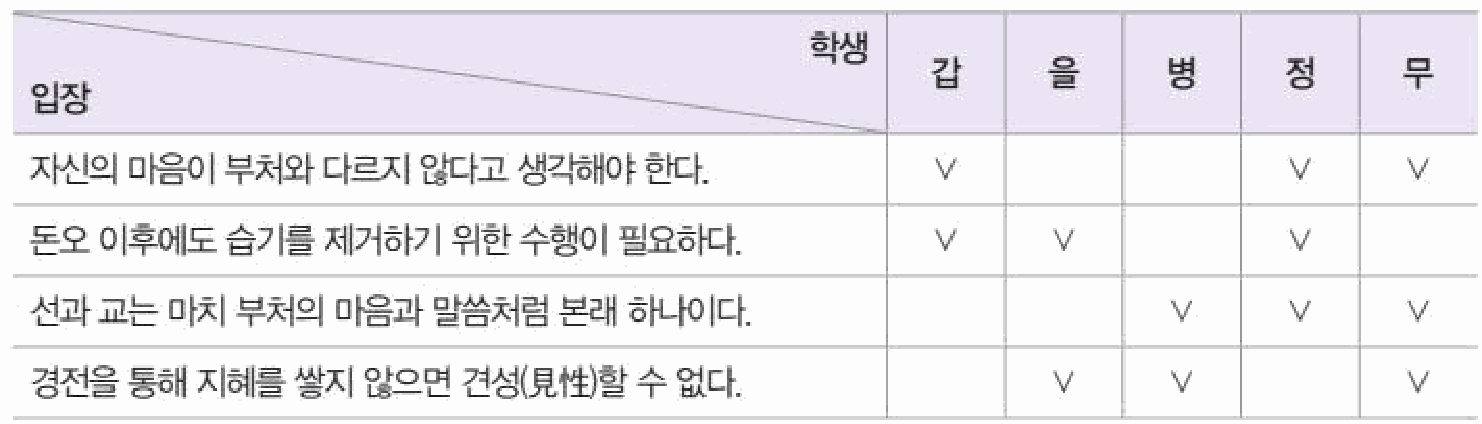 학생
입장
갑 을 병 정 무
자신의 마음이 부처와 다르지 않다고 생각해야 한다. ∨ ∨ ∨
돈오 이후에도 습기를 제거하기 위한 수행이 필요하다. ∨ ∨ ∨
선과 교는 마치 부처의 마음과 말씀처럼 본래 하나이다. ∨ ∨ ∨
경전을 통해 지혜를 쌓지 않으면 견성(見性)할 수 없다. ∨ ∨ ∨